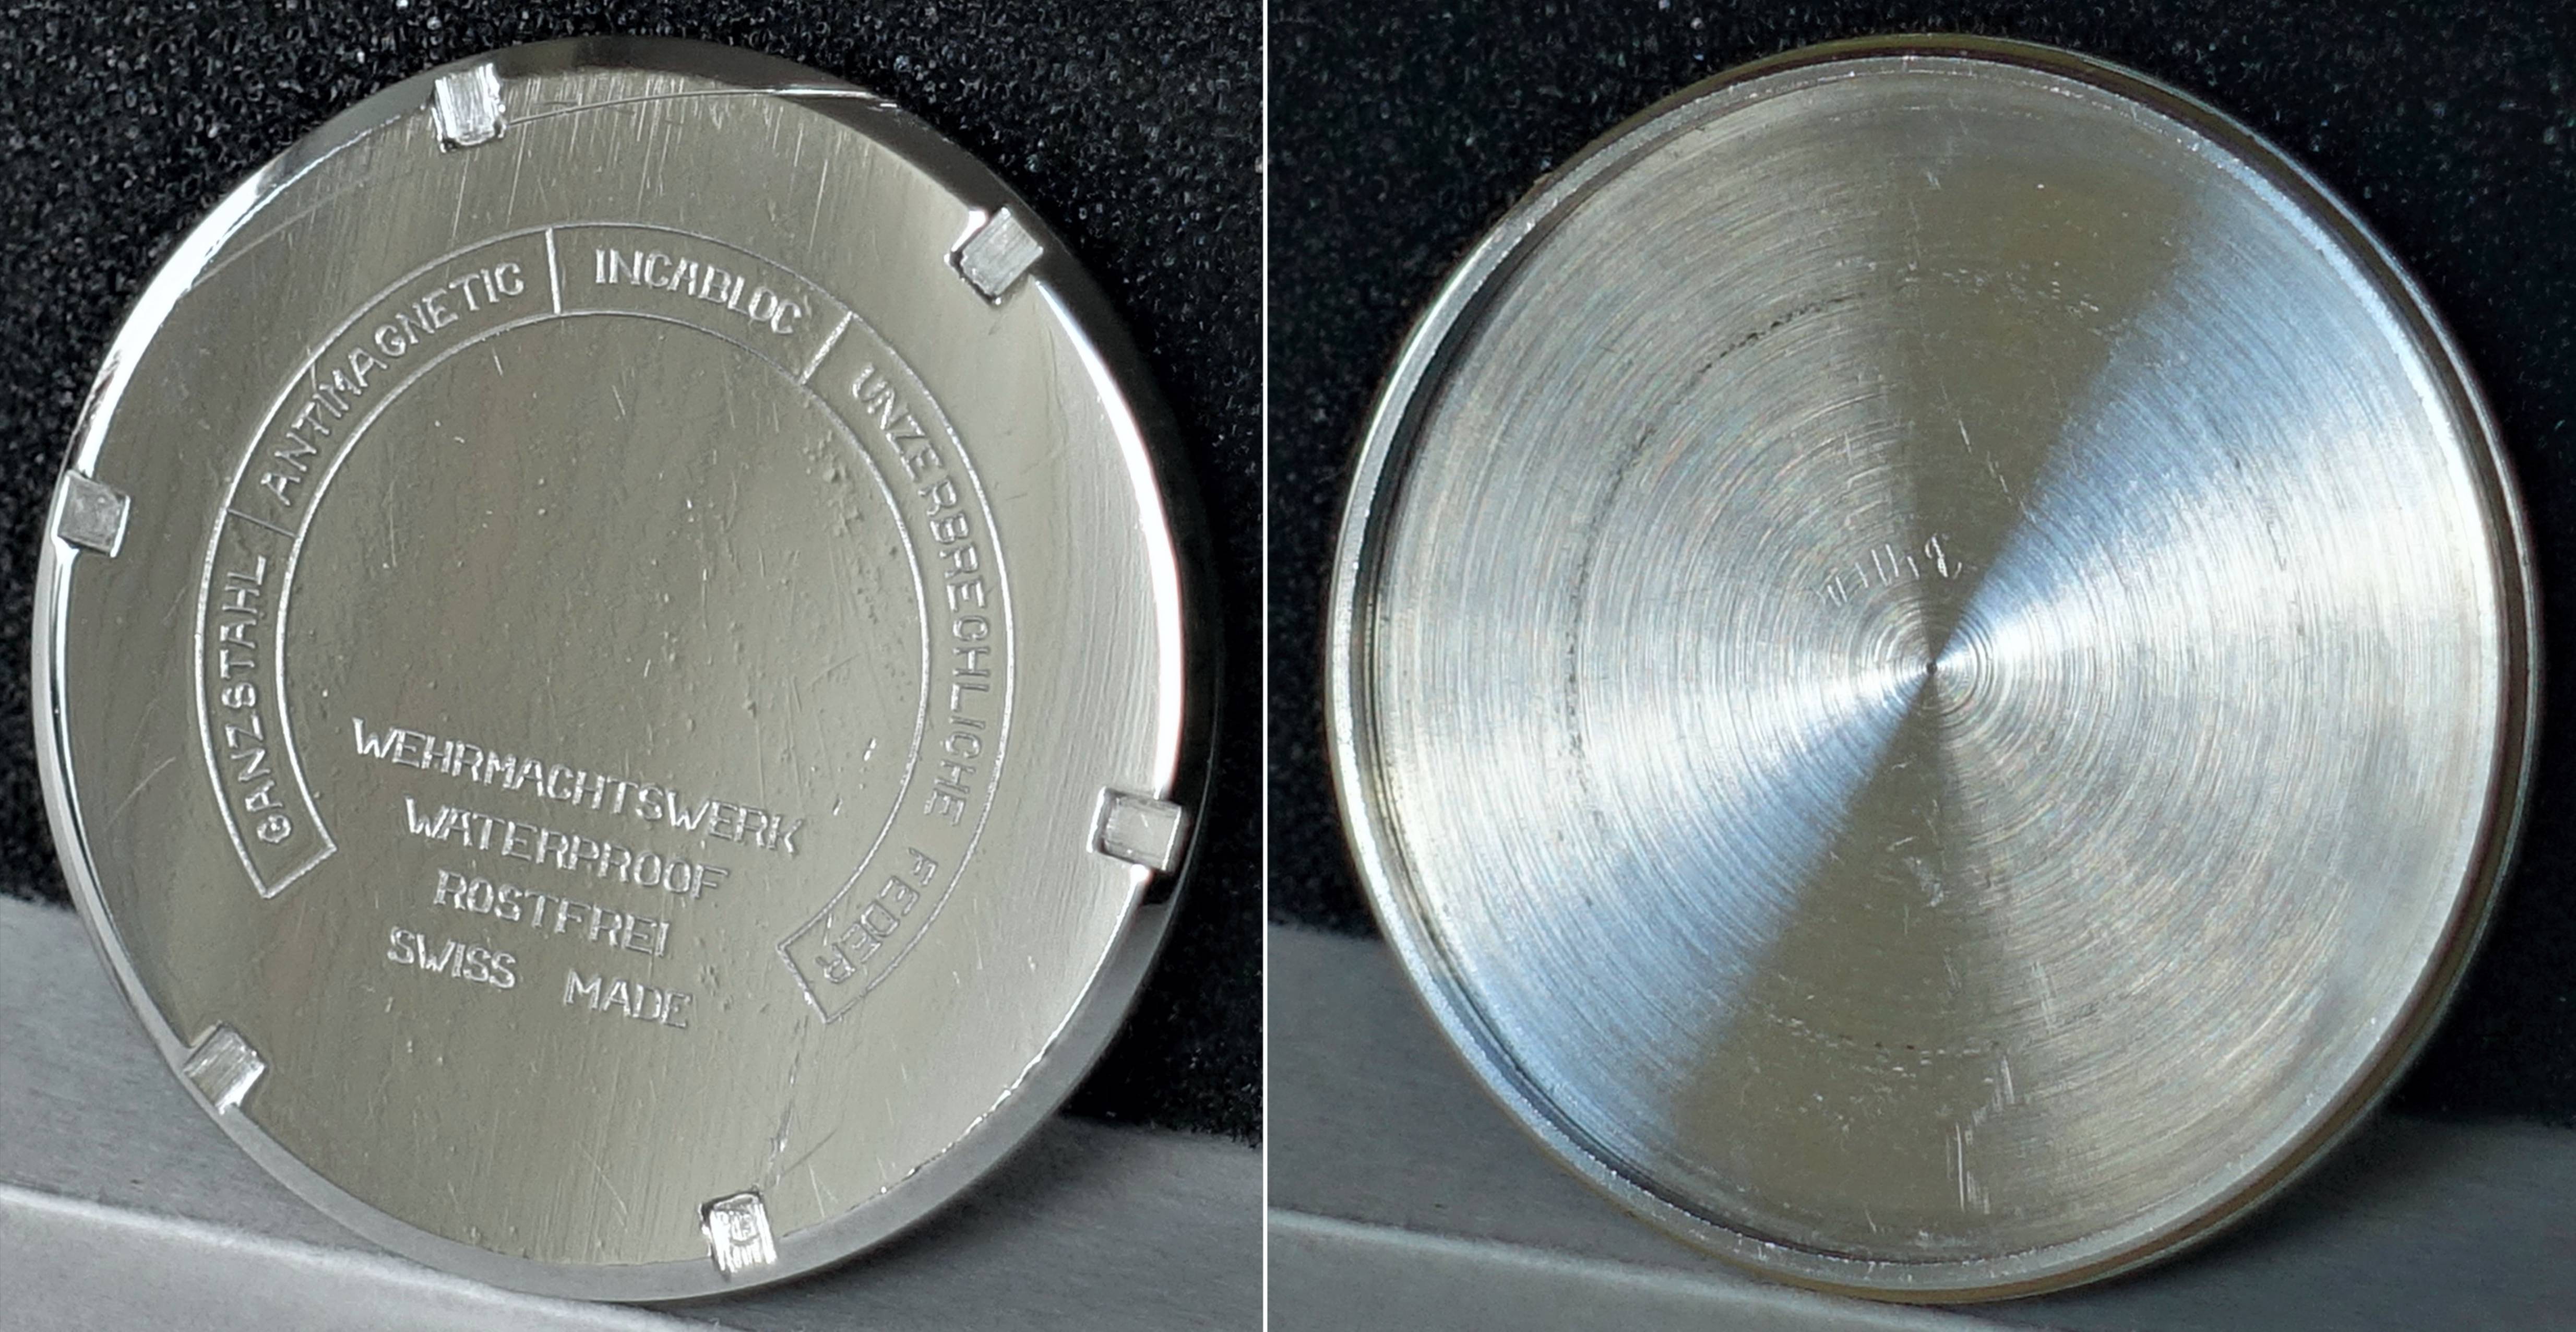 GANZSTAHL ANTIMAGNETIC INCABLOC UNZERBRECHLICHE FEDER
WEHRMACHTSWERK
WATERPROOF
ROSTFREI
SWISS MADE